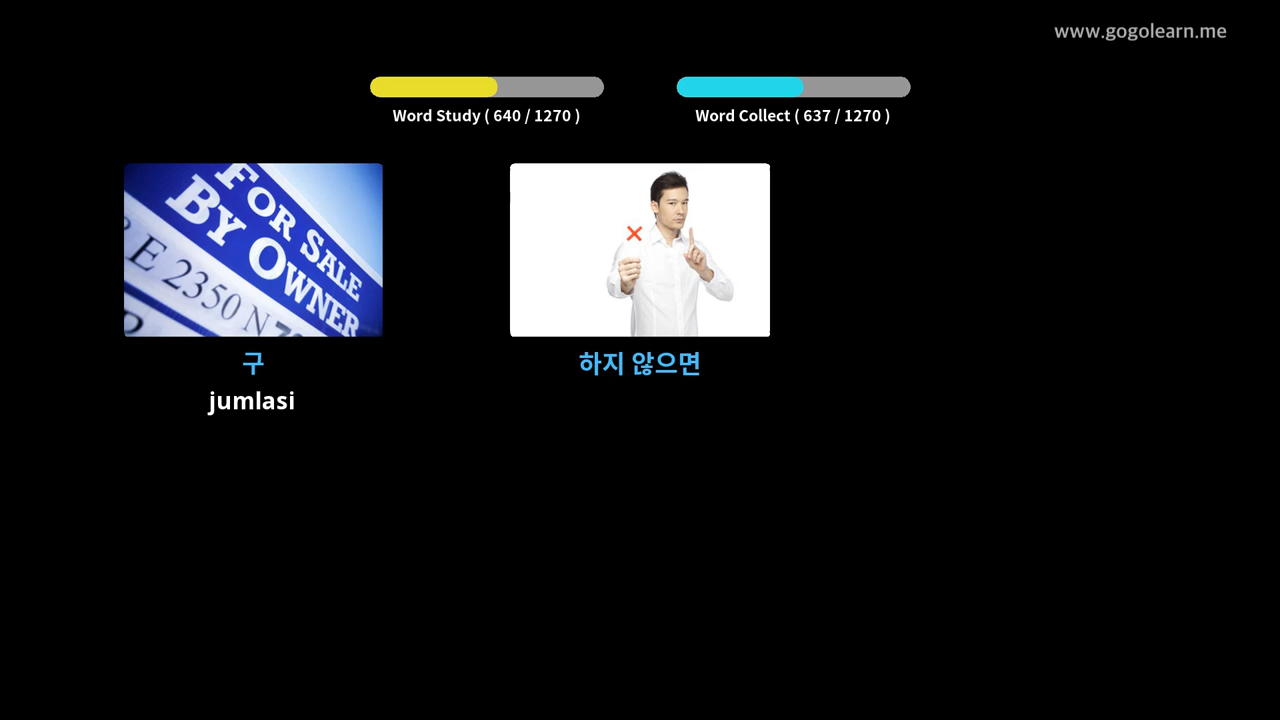 www.gogolearn.me
Word Study ( 640 / 1270 )
Word Collect ( 637 / 1270 )
FOR SALE
BY OWNER
E 2350 N
구
jumlasi
하지 않으면